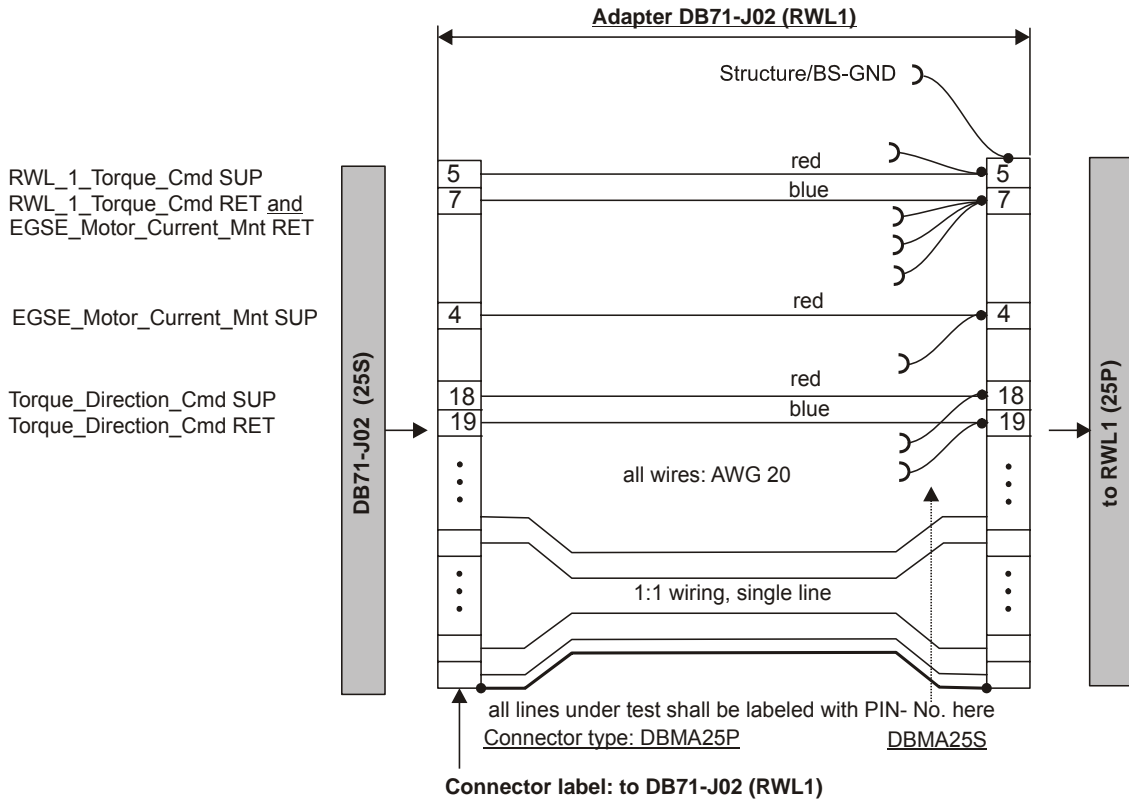 Adapter DB71-J02 (RWL1)
Structure/BS-GND
RWL_1_Torque_Cmd SUP
RWL_1_Torque_Cmd RET and
EGSE_Motor_Current_Mnt RET
5
red
5
7
blue
7
EGSE_Motor_Current_Mnt SUP
4
red
4
Torque_Direction_Cmd SUP
Torque_Direction_Cmd RET
18
red
18
19
blue
19
DB71-J02 (25S)
to RWL1 (25P)
all wires: AWG 20
1:1 wiring, single line
all lines under test shall be labeled with PIN- No. here
Connector type: DBMA25P
DBMA25S
Connector label: to DB71-J02 (RWL1)